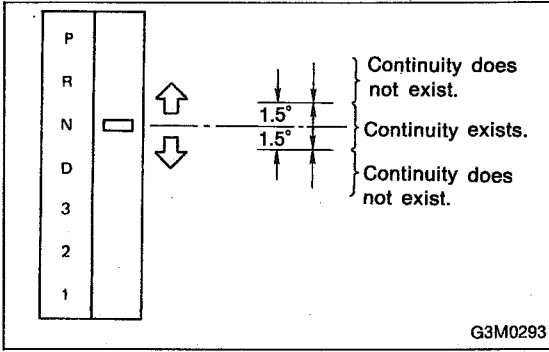 P
R
N
D
3
2
1
Continuity does
not exist.
1.5°
Continuity exists.
1.5°
Continuity does
not exist.
G3M0293